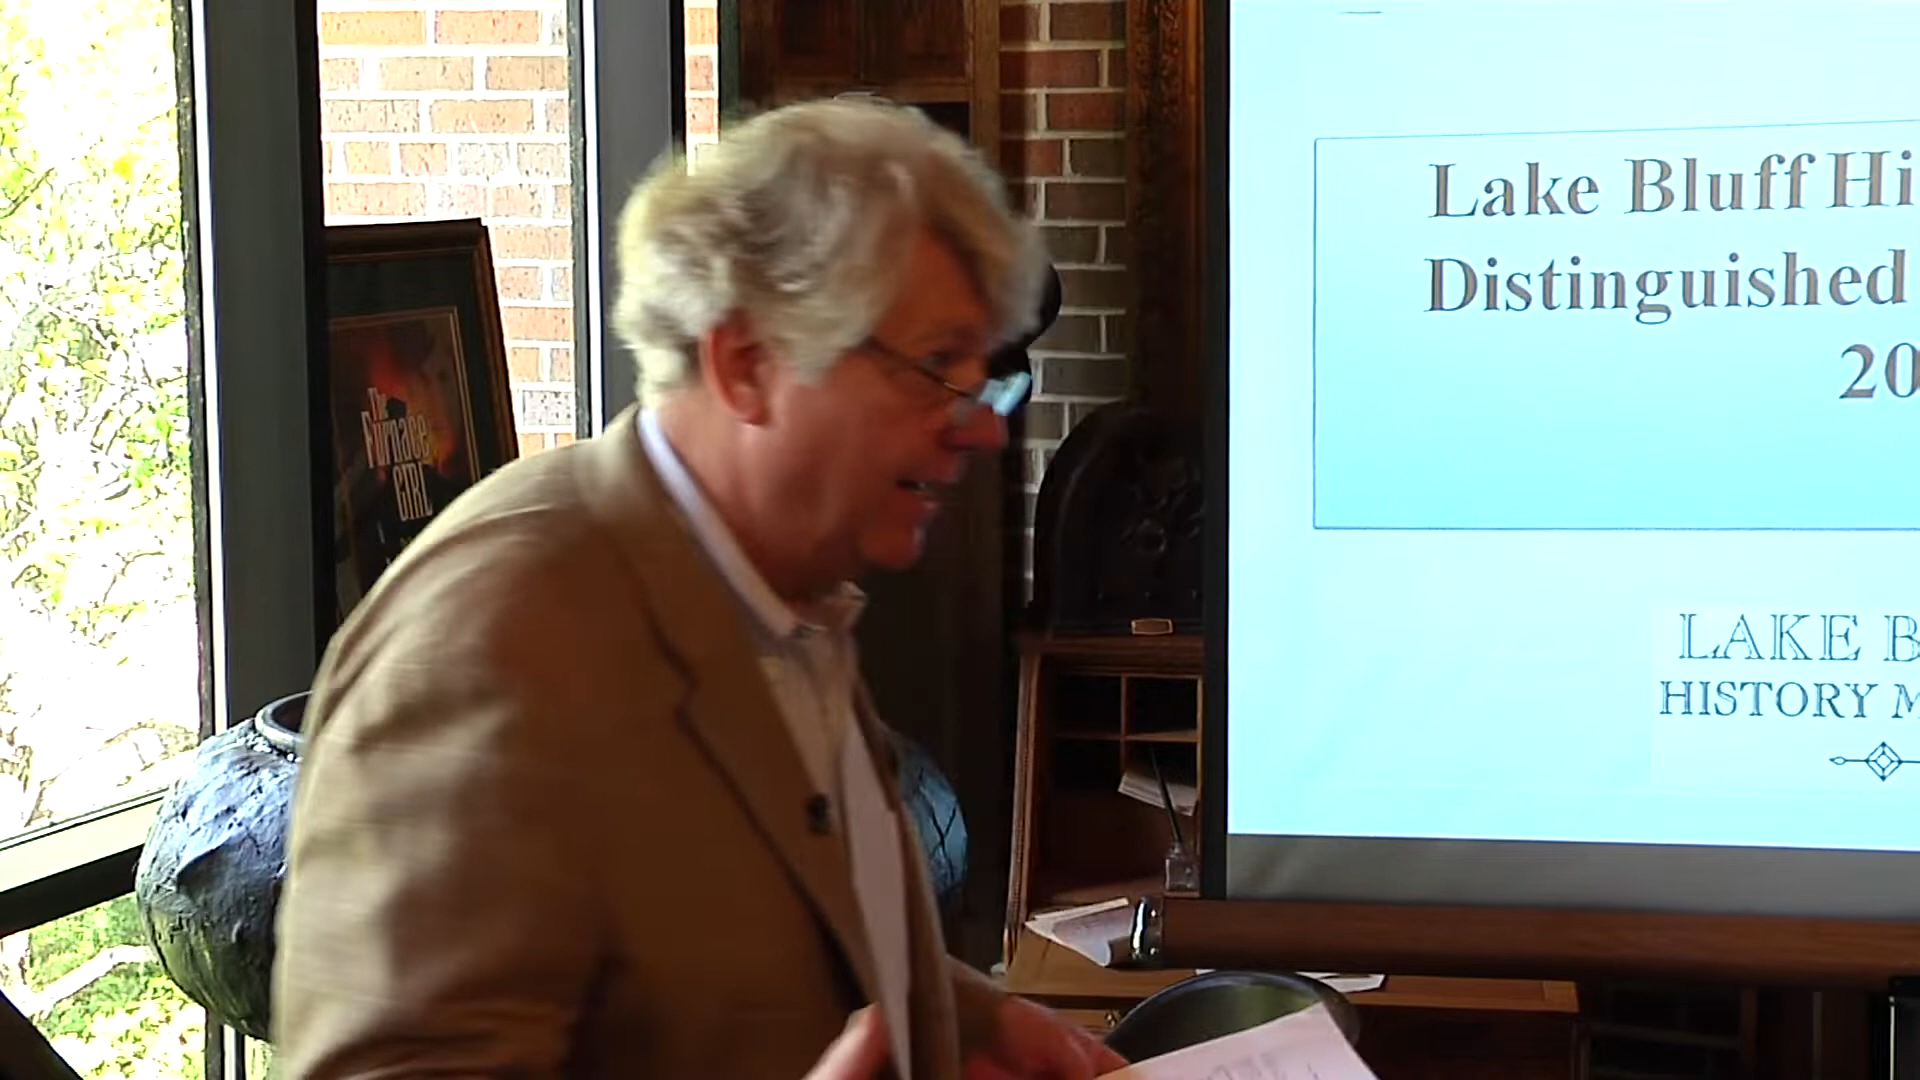 The
Furnace
GIRL
Lake Bluff Hi
Distinguished
20
LAKE B
HISTORY M